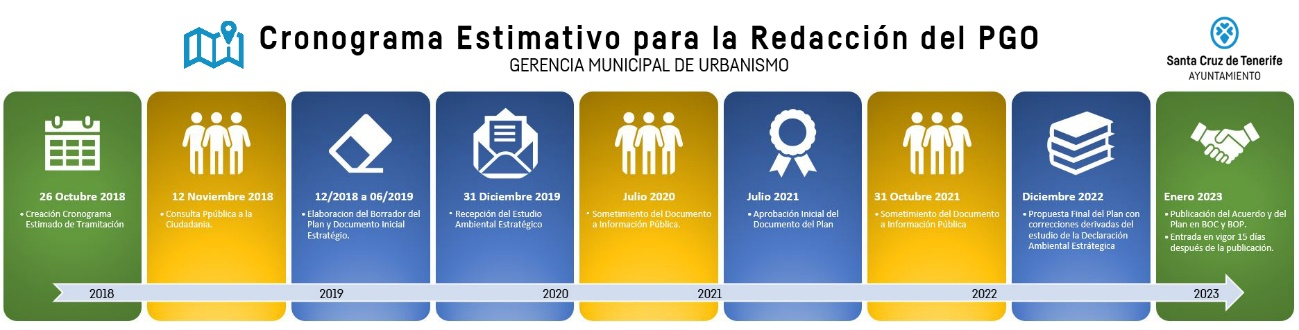 Cronograma Estimativo para la Redacción del PGO
GERENCIA MUNICIPAL DE URBANISMO
Santa Cruz de Tenerife
AYUNTAMIENTO
26 Octubre 2018
• Creación Cronograma
Estimado de Tramitación
12 Noviembre 2018
• Consulta Ppública a la
Ciudadania.
12/2018 a 06/2019
• Elaboracion del Borrador del
Plan y Documento Inicial
Estratégio.
31 Diciembre 2019
• Recepción del Estudio
Ambiental Estratégico
Julio 2020
• Sometimiento del Documento
a Información Pública.
Julio 2021
• Aprobación Inicial del
Documento del Plan
31 Octubre 2021
• Sometimiento del Documento
a Información Pública
Diciembre 2022
• Propuesta Final del Plan con
correcciones derivadas del
estudio de la Declaración
Ambiental Estrátegica
Enero 2023
• Publicación del Acuerdo y del
Plan en BOC y BOP.
• Entrada en vigor 15 días
después de la publicación.
2018
2019
2020
2021
2022
2023